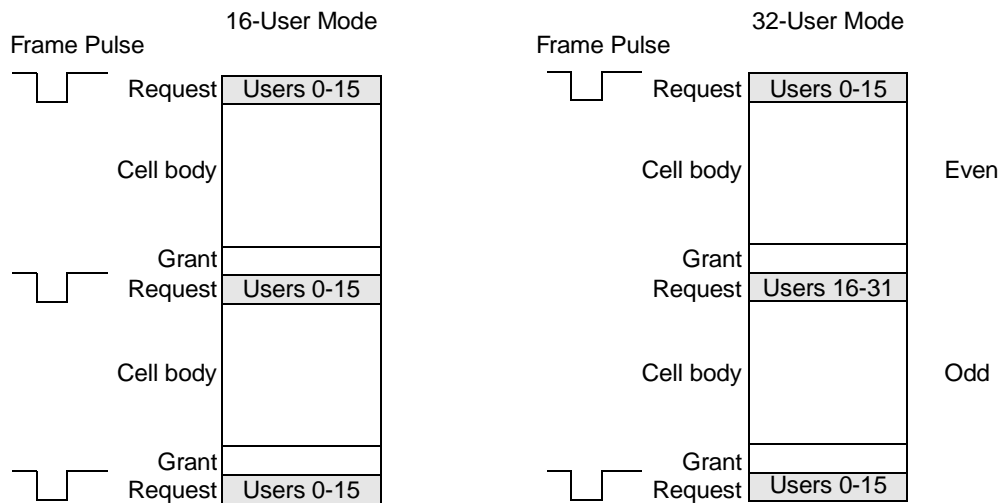 16-User Mode
Frame Pulse
Request Users 0-15
Cell body
Grant
Request Users 0-15
Cell body
Grant
Request Users 0-15
32-User Mode
Frame Pulse
Request Users 0-15
Cell body Even
Grant
Request Users 16-31
Cell body Odd
Grant
Request Users 0-15